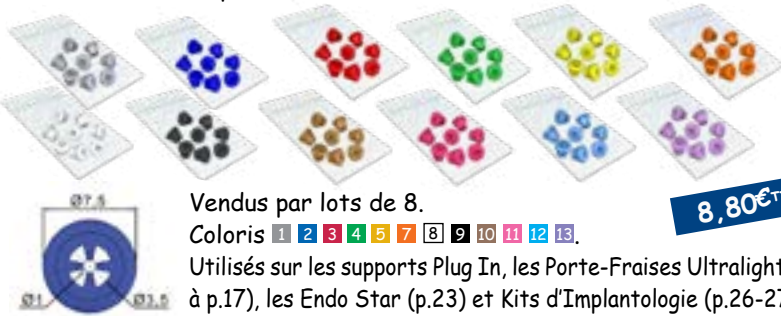 Ø7.5
Ø1
Ø3.5
Vendus par lots de 8.
8,80€T
Coloris 1 2 3 4 5 7 8 9 10 11 12 13.
Utilisés sur les supports Plug In, les Porte-Fraises Ultralight
à p.17), les Endo Star (p.23) et Kits d'Implantologie (p.26-27